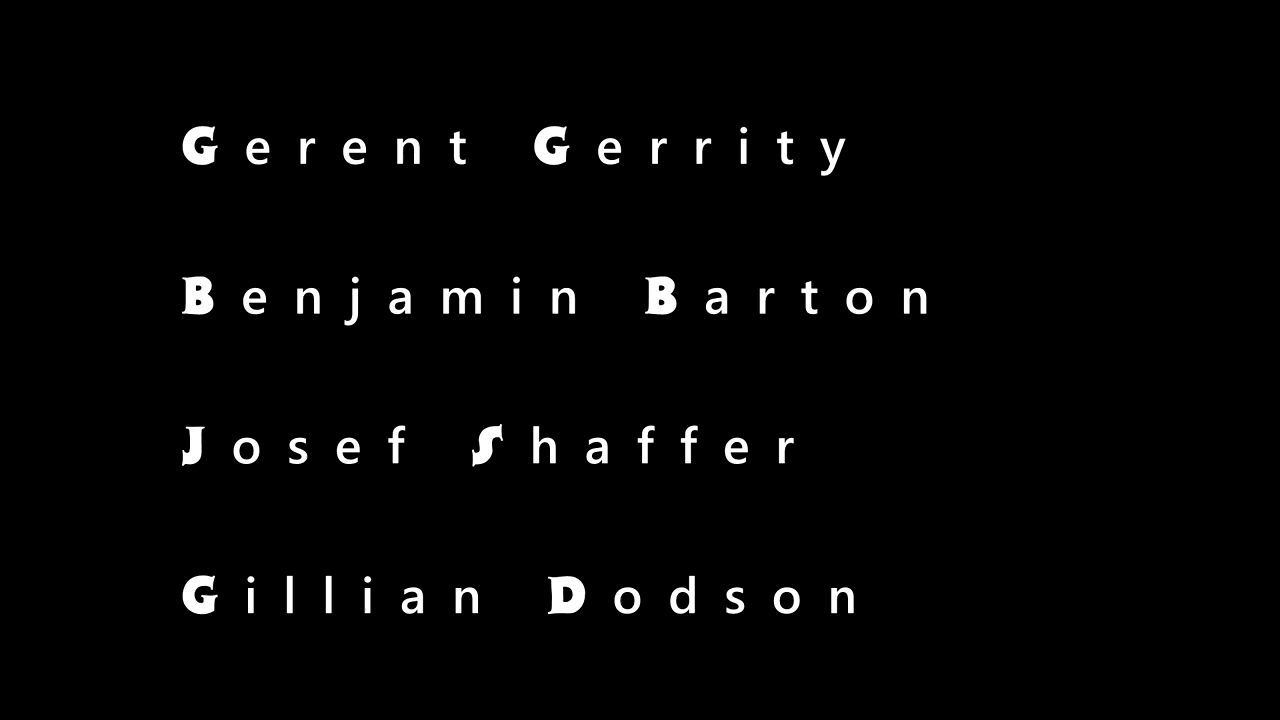 Gerent Gerrity
Benjamin Barton
Josef Shaffer
Gillian Dodson